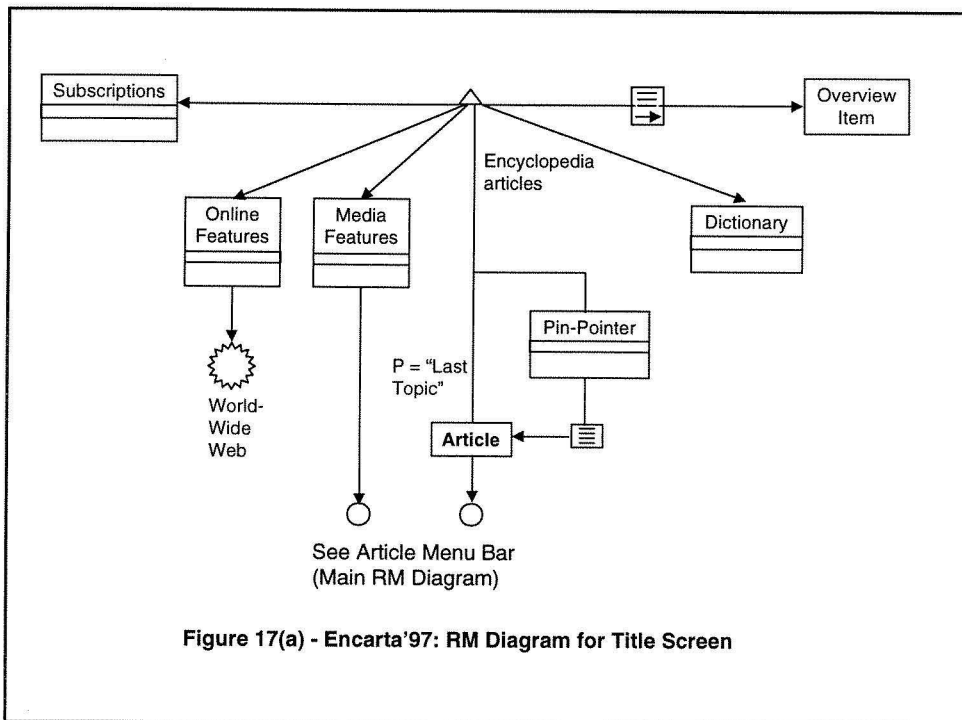 Subscriptions
Overview
Item
Encyclopedia
articles
Online
Features
Media
Features
Dictionary
Pin-Pointer
P = “Last
Topic”
World-
Wide
Web
Article
See Article Menu Bar
(Main RM Diagram)
Figure 17(a) - Encarta’97: RM Diagram for Title Screen